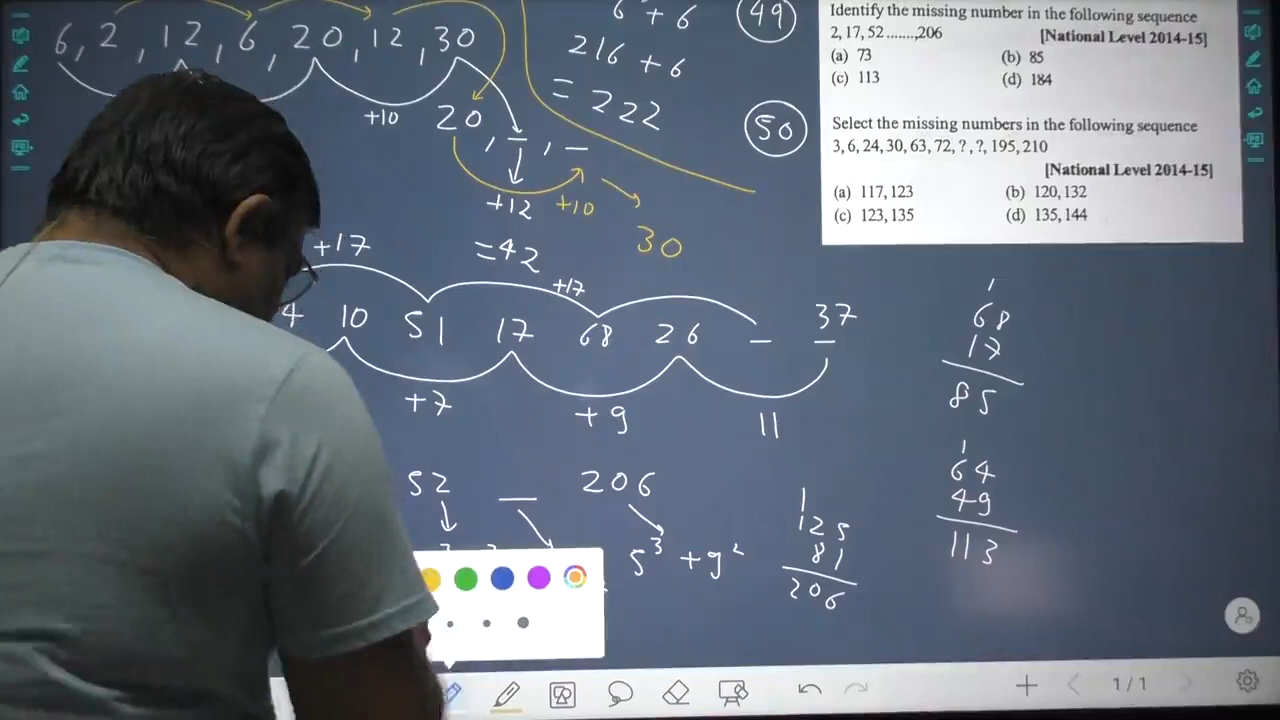 6, 2, 12, 6, 20, 12, 30
+10
20, _, _
+12
+10
=42
30
6 + 6
216 + 6
= 222
49
Identify the missing number in the following sequence
2, 17, 52 ......., 206 [National Level 2014-15]
(a) 73 (b) 85
(c) 113 (d) 184
50
Select the missing numbers in the following sequence
3, 6, 24, 30, 63, 72, ?, ?, 195, 210
[National Level 2014-15]
(a) 117, 123 (b) 120, 132
(c) 123, 135 (d) 135, 144
+17
+17
4 10 51 17 68 26 _ 37
+7
+9
11
1
68
17
85
52 __ 206
5³ + 9²
1
125
81
206
1
64
49
113
1/1